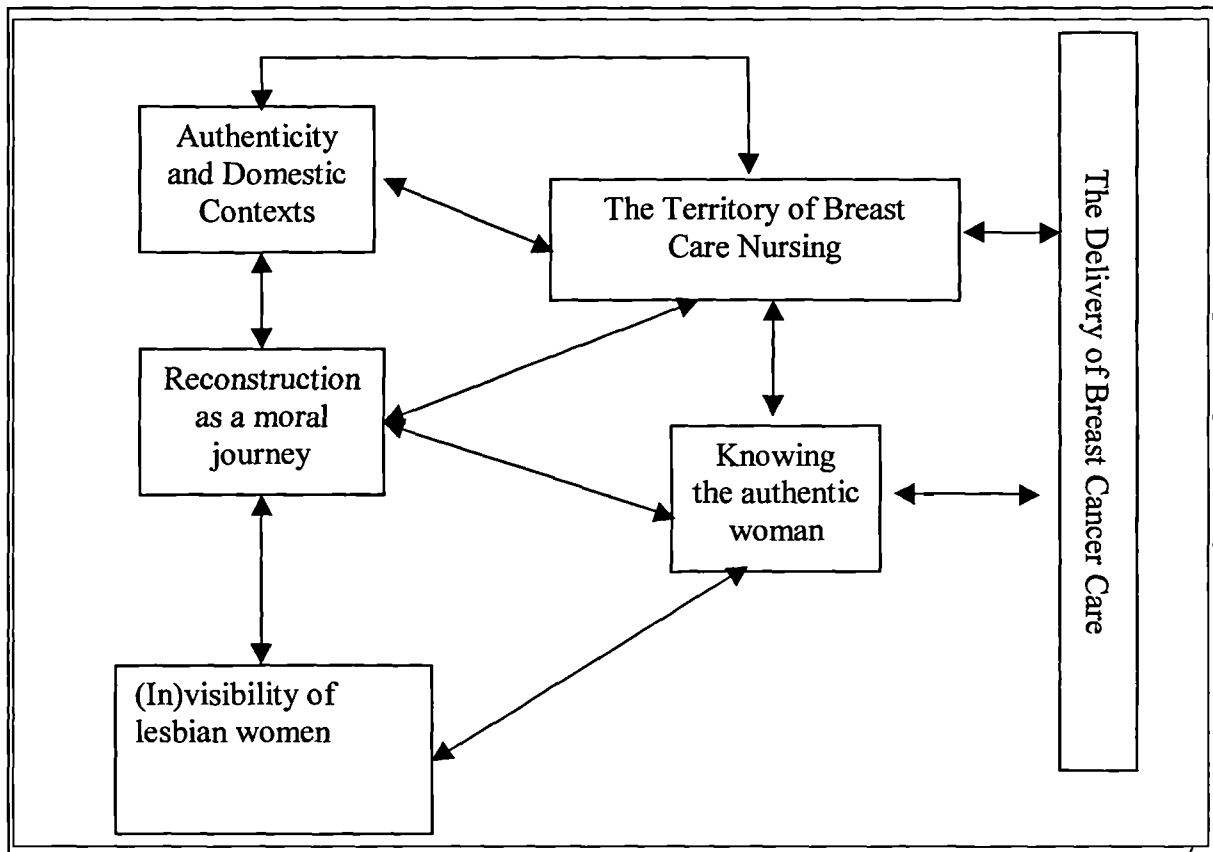 Authenticity
and Domestic
Contexts
The Territory of Breast
Care Nursing
Reconstruction
as a moral
journey
Knowing
the authentic
woman
(In)visibility of
lesbian women
The Delivery of Breast Cancer Care